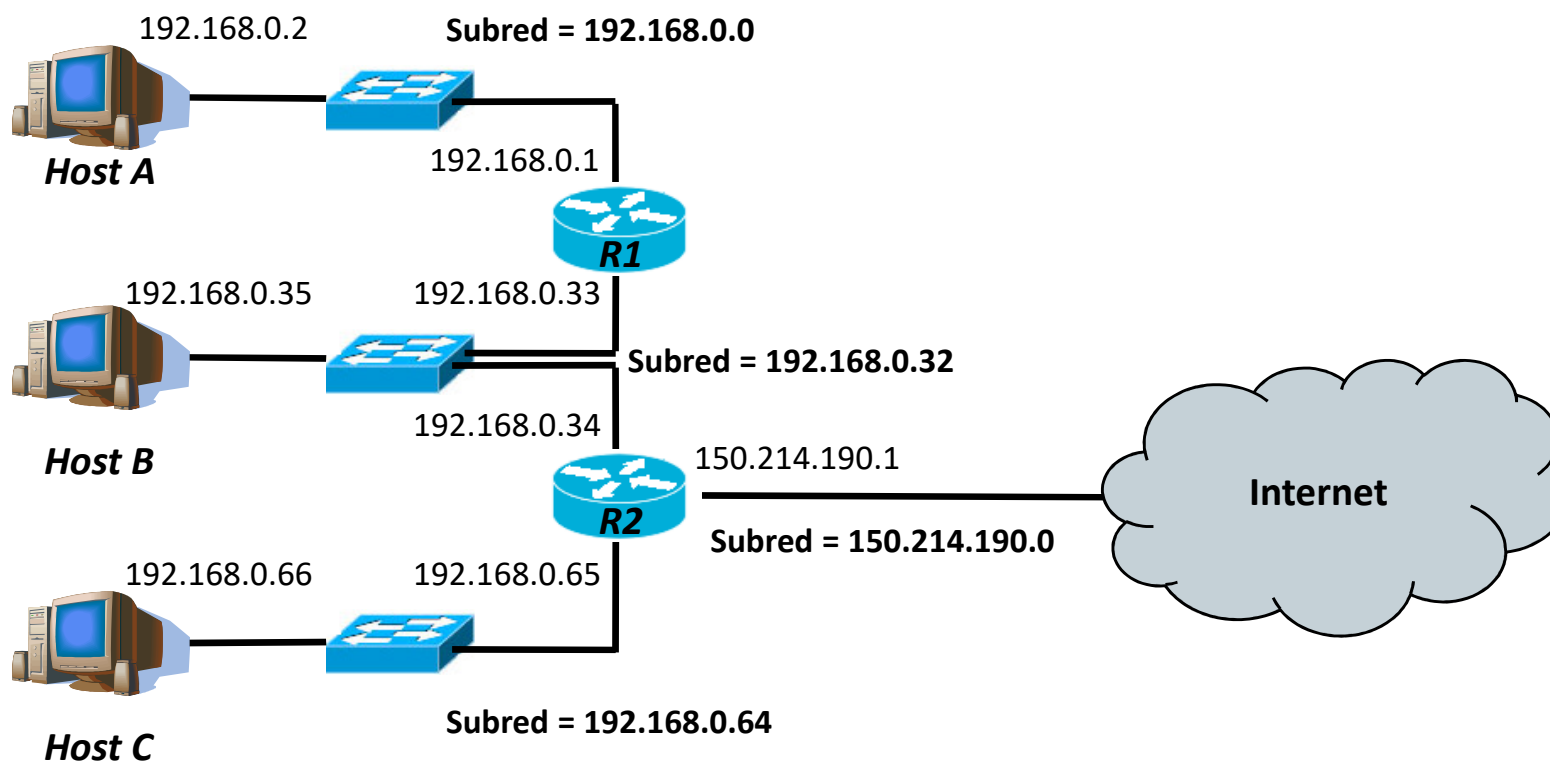 192.168.0.2
Subred = 192.168.0.0
192.168.0.1
Host A
R1
192.168.0.35
192.168.0.33
Subred = 192.168.0.32
192.168.0.34
Host B
150.214.190.1
Internet
R2
Subred = 150.214.190.0
192.168.0.66
192.168.0.65
Subred = 192.168.0.64
Host C